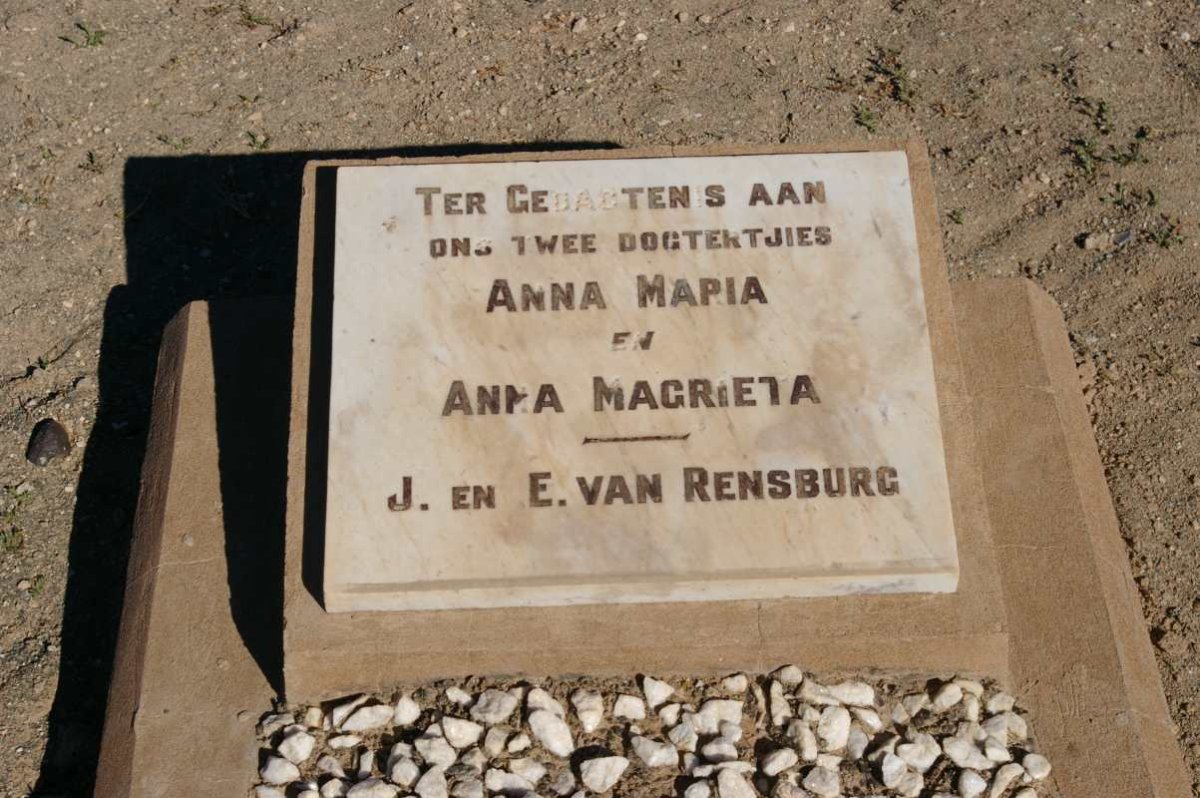 TER GEDAGTENIS AAN
ONS TWEE DOGTERTJIES
ANNA MARIA
EN
ANNA MAGRIETA
J. EN E. VAN RENSBURG